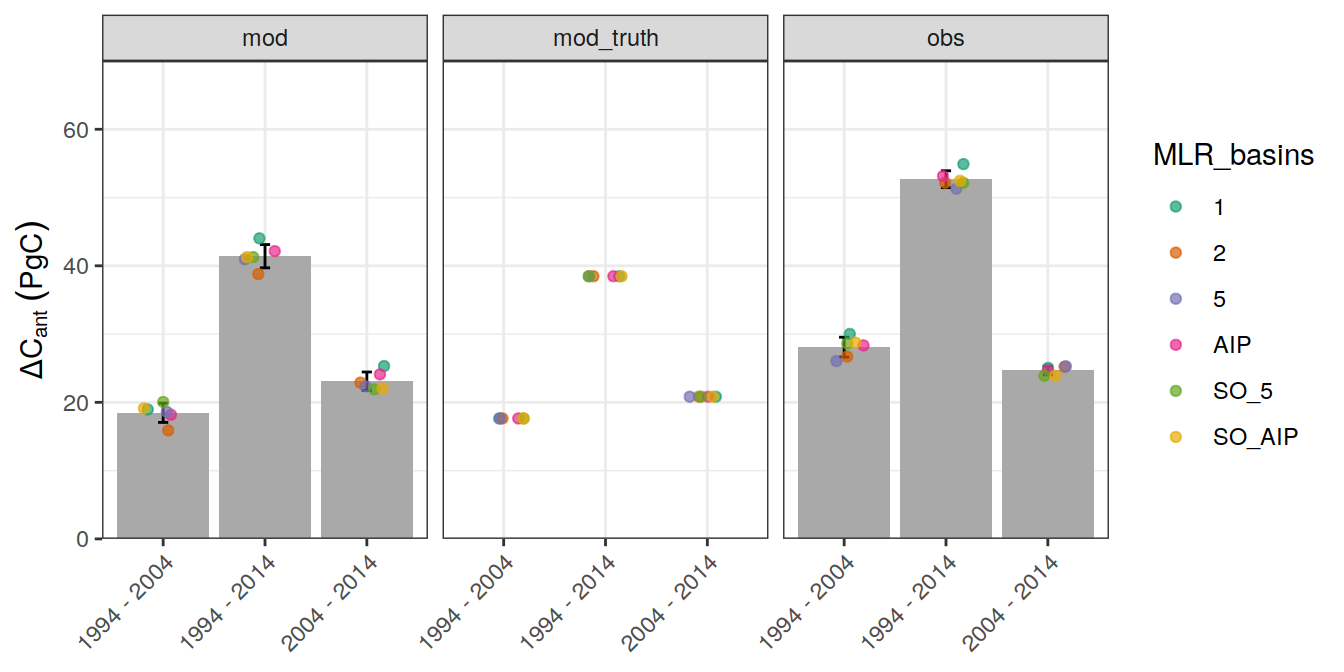 mod
mod_truth
obs
ΔCant (PgC)
60
40
20
0
1994 - 2004
1994 - 2014
2004 - 2014
1994 - 2004
1994 - 2014
2004 - 2014
1994 - 2004
1994 - 2014
2004 - 2014
MLR_basins
1
2
5
AIP
SO_5
SO_AIP